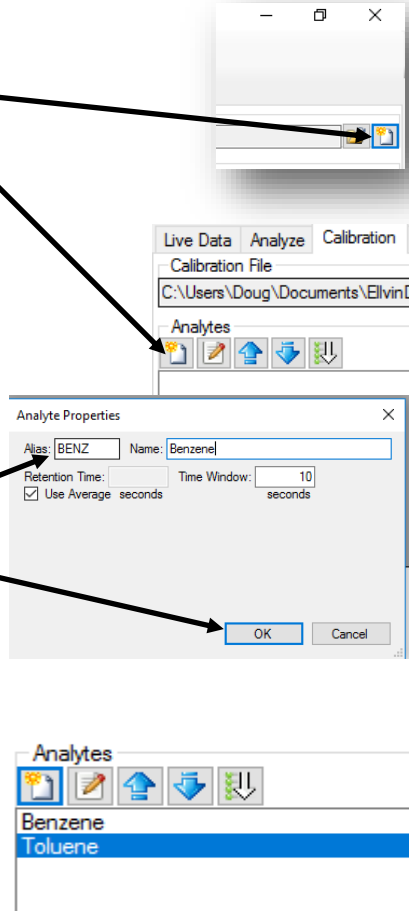 Live Data Analyze Calibration
Calibration File
C:\Users\Doug\Documents\Ellvin
Analytes
Analyte Properties
Alias: BENZ Name: Benzene
Retention Time: Time Window: 10
Use Average seconds seconds
OK Cancel
Analytes
Benzene
Toluene